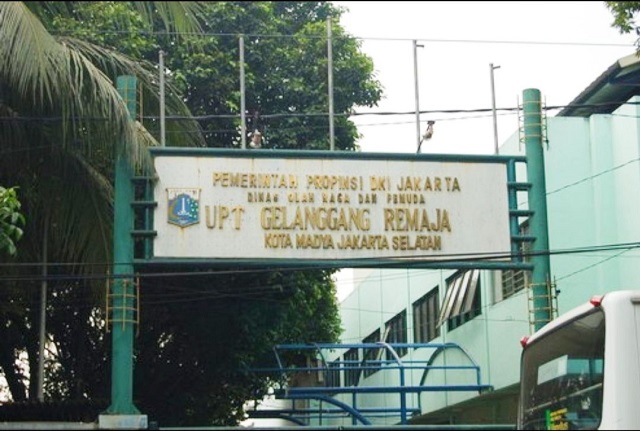 PEMERINTAH PROPINSI DKI JAKARTA
DINAS OLAH RAGA DAN PEMUDA
UPT GELANGGANG REMAJA
KOTA MADYA JAKARTA SELATAN